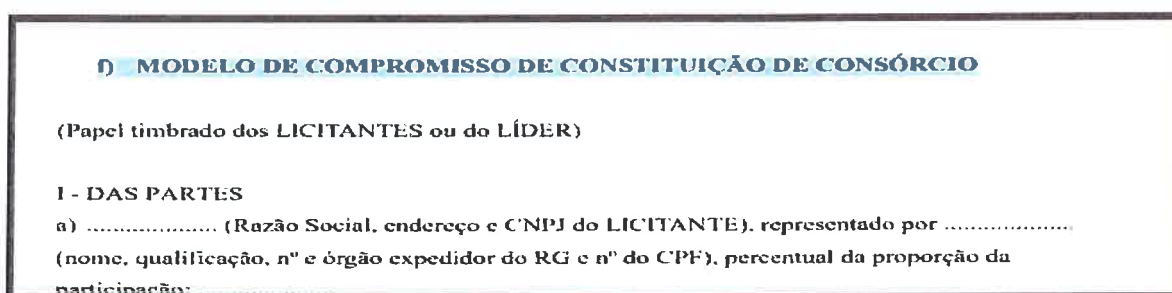 f) MODELO DE COMPROMISSO DE CONSTITUIÇÃO DE CONSÓRCIO
(Papel timbrado dos LICITANTES ou do LÍDER)
I - DAS PARTES
a) ................... (Razão Social, endereço e CNPJ do LICITANTE), representado por ...................
(nome, qualificação, nº e órgão expedidor do RG e nº do CPF), percentual da proporção da
participação: ...................